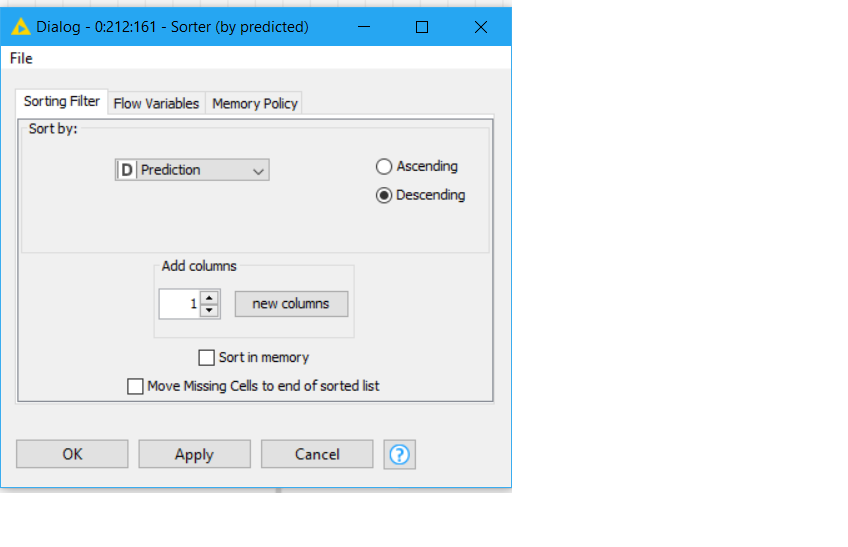 Dialog - 0:212:161 - Sorter (by predicted)
File
Sorting Filter Flow Variables Memory Policy
Sort by:
D Prediction
Ascending
Descending
Add columns
1 new columns
Sort in memory
Move Missing Cells to end of sorted list
OK Apply Cancel ?